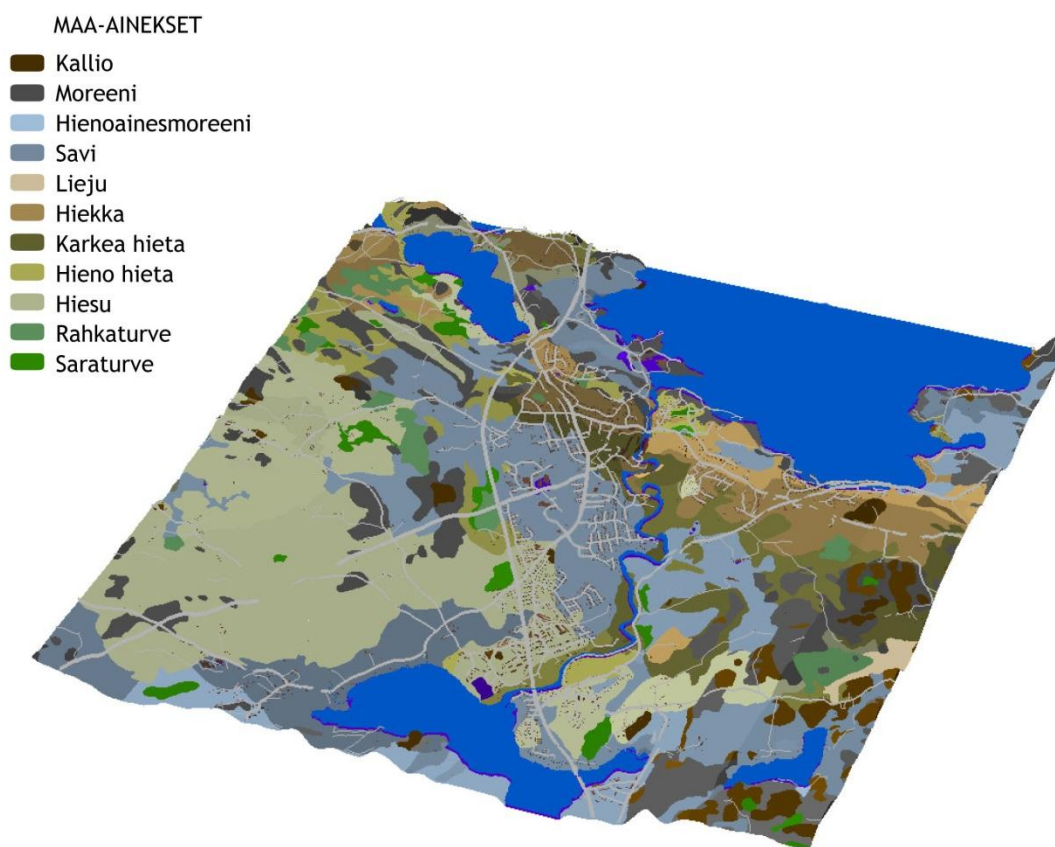 MAA-AINEKSET
Kallio
Moreeni
Hienoainesmoreeni
Savi
Lieju
Hiekka
Karkea hieta
Hieno hieta
Hiesu
Rahkaturve
Saraturve